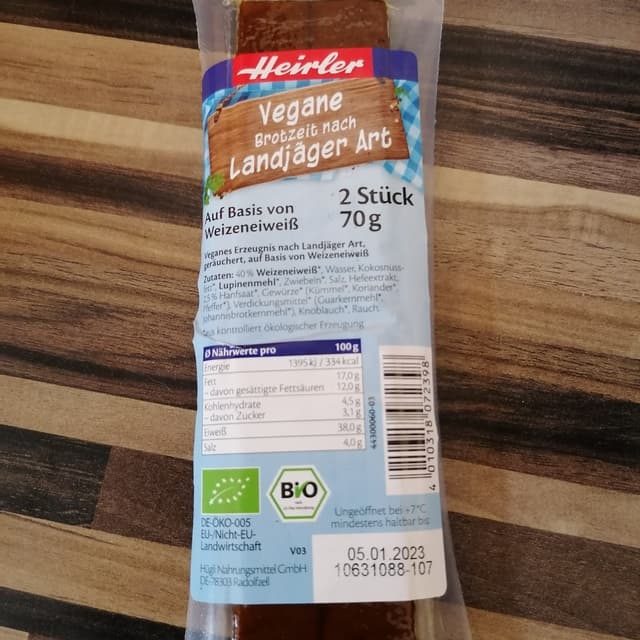 Heirler
Vegane
Brotzeit nach
Landjäger Art
Auf Basis von
Weizeneiweiß
2 Stück
70g
Veganes Erzeugnis nach Landjäger Art,
geräuchert, auf Basis von Weizeneiweiß
Zutaten: 40% Weizeneiweiß*, Wasser, Kokosnuss-
Lupinenmehl*, Zwiebeln*, Salz, Hefeextrakt,
Hanfsaat*, Gewürze* (Kümmel*, Koriander*,
Pfeffer*), Verdickungsmittel* (Guarkernmehl*,
Johannisbrotkernmehl*), Knoblauch*, Rauch.
*aus kontrolliert ökologischer Erzeugung
Ø Nährwerte pro 100g
Energie 1395 kJ / 334 kcal
Fett 17,0 g
– davon gesättigte Fettsäuren 12,0 g
Kohlenhydrate 4,5 g
– davon Zucker 3,1 g
Eiweiß 38,0 g
Salz 4,0 g
44300060-03
4 010318 072398
Bio
DE-ÖKO-005
EU-/Nicht-EU-
Landwirtschaft
V03
Hügli Nahrungsmittel GmbH
DE-78303 Radolfzell
Ungeöffnet bei +7°C
mindestens haltbar bis
05.01.2023
10631088-107